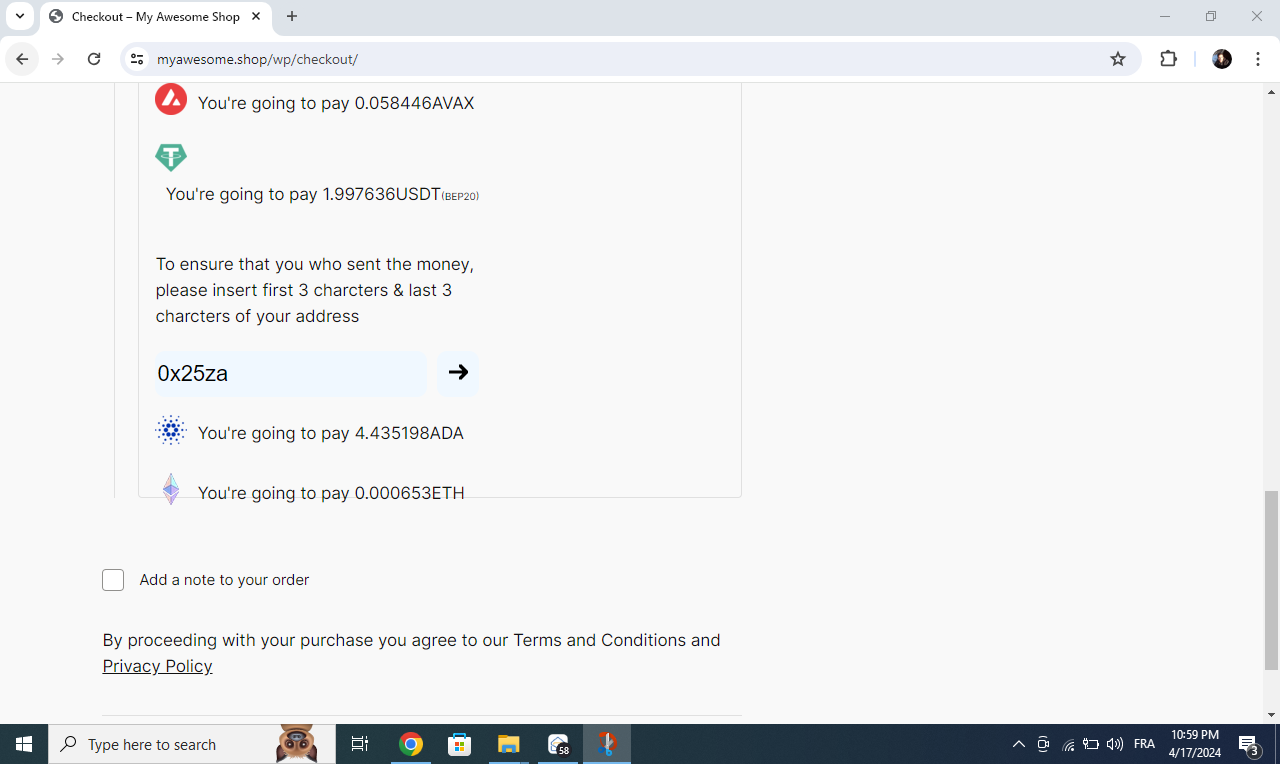 Checkout – My Awesome Shop
myawesome.shop/wp/checkout/
You're going to pay 0.058446AVAX
You're going to pay 1.997636USDT(BEP20)
To ensure that you who sent the money,
please insert first 3 charcters & last 3
charcters of your address
0x25za
You're going to pay 4.435198ADA
You're going to pay 0.000653ETH
Add a note to your order
By proceeding with your purchase you agree to our Terms and Conditions and
Privacy Policy
Type here to search
58
FRA
10:59 PM
4/17/2024
3